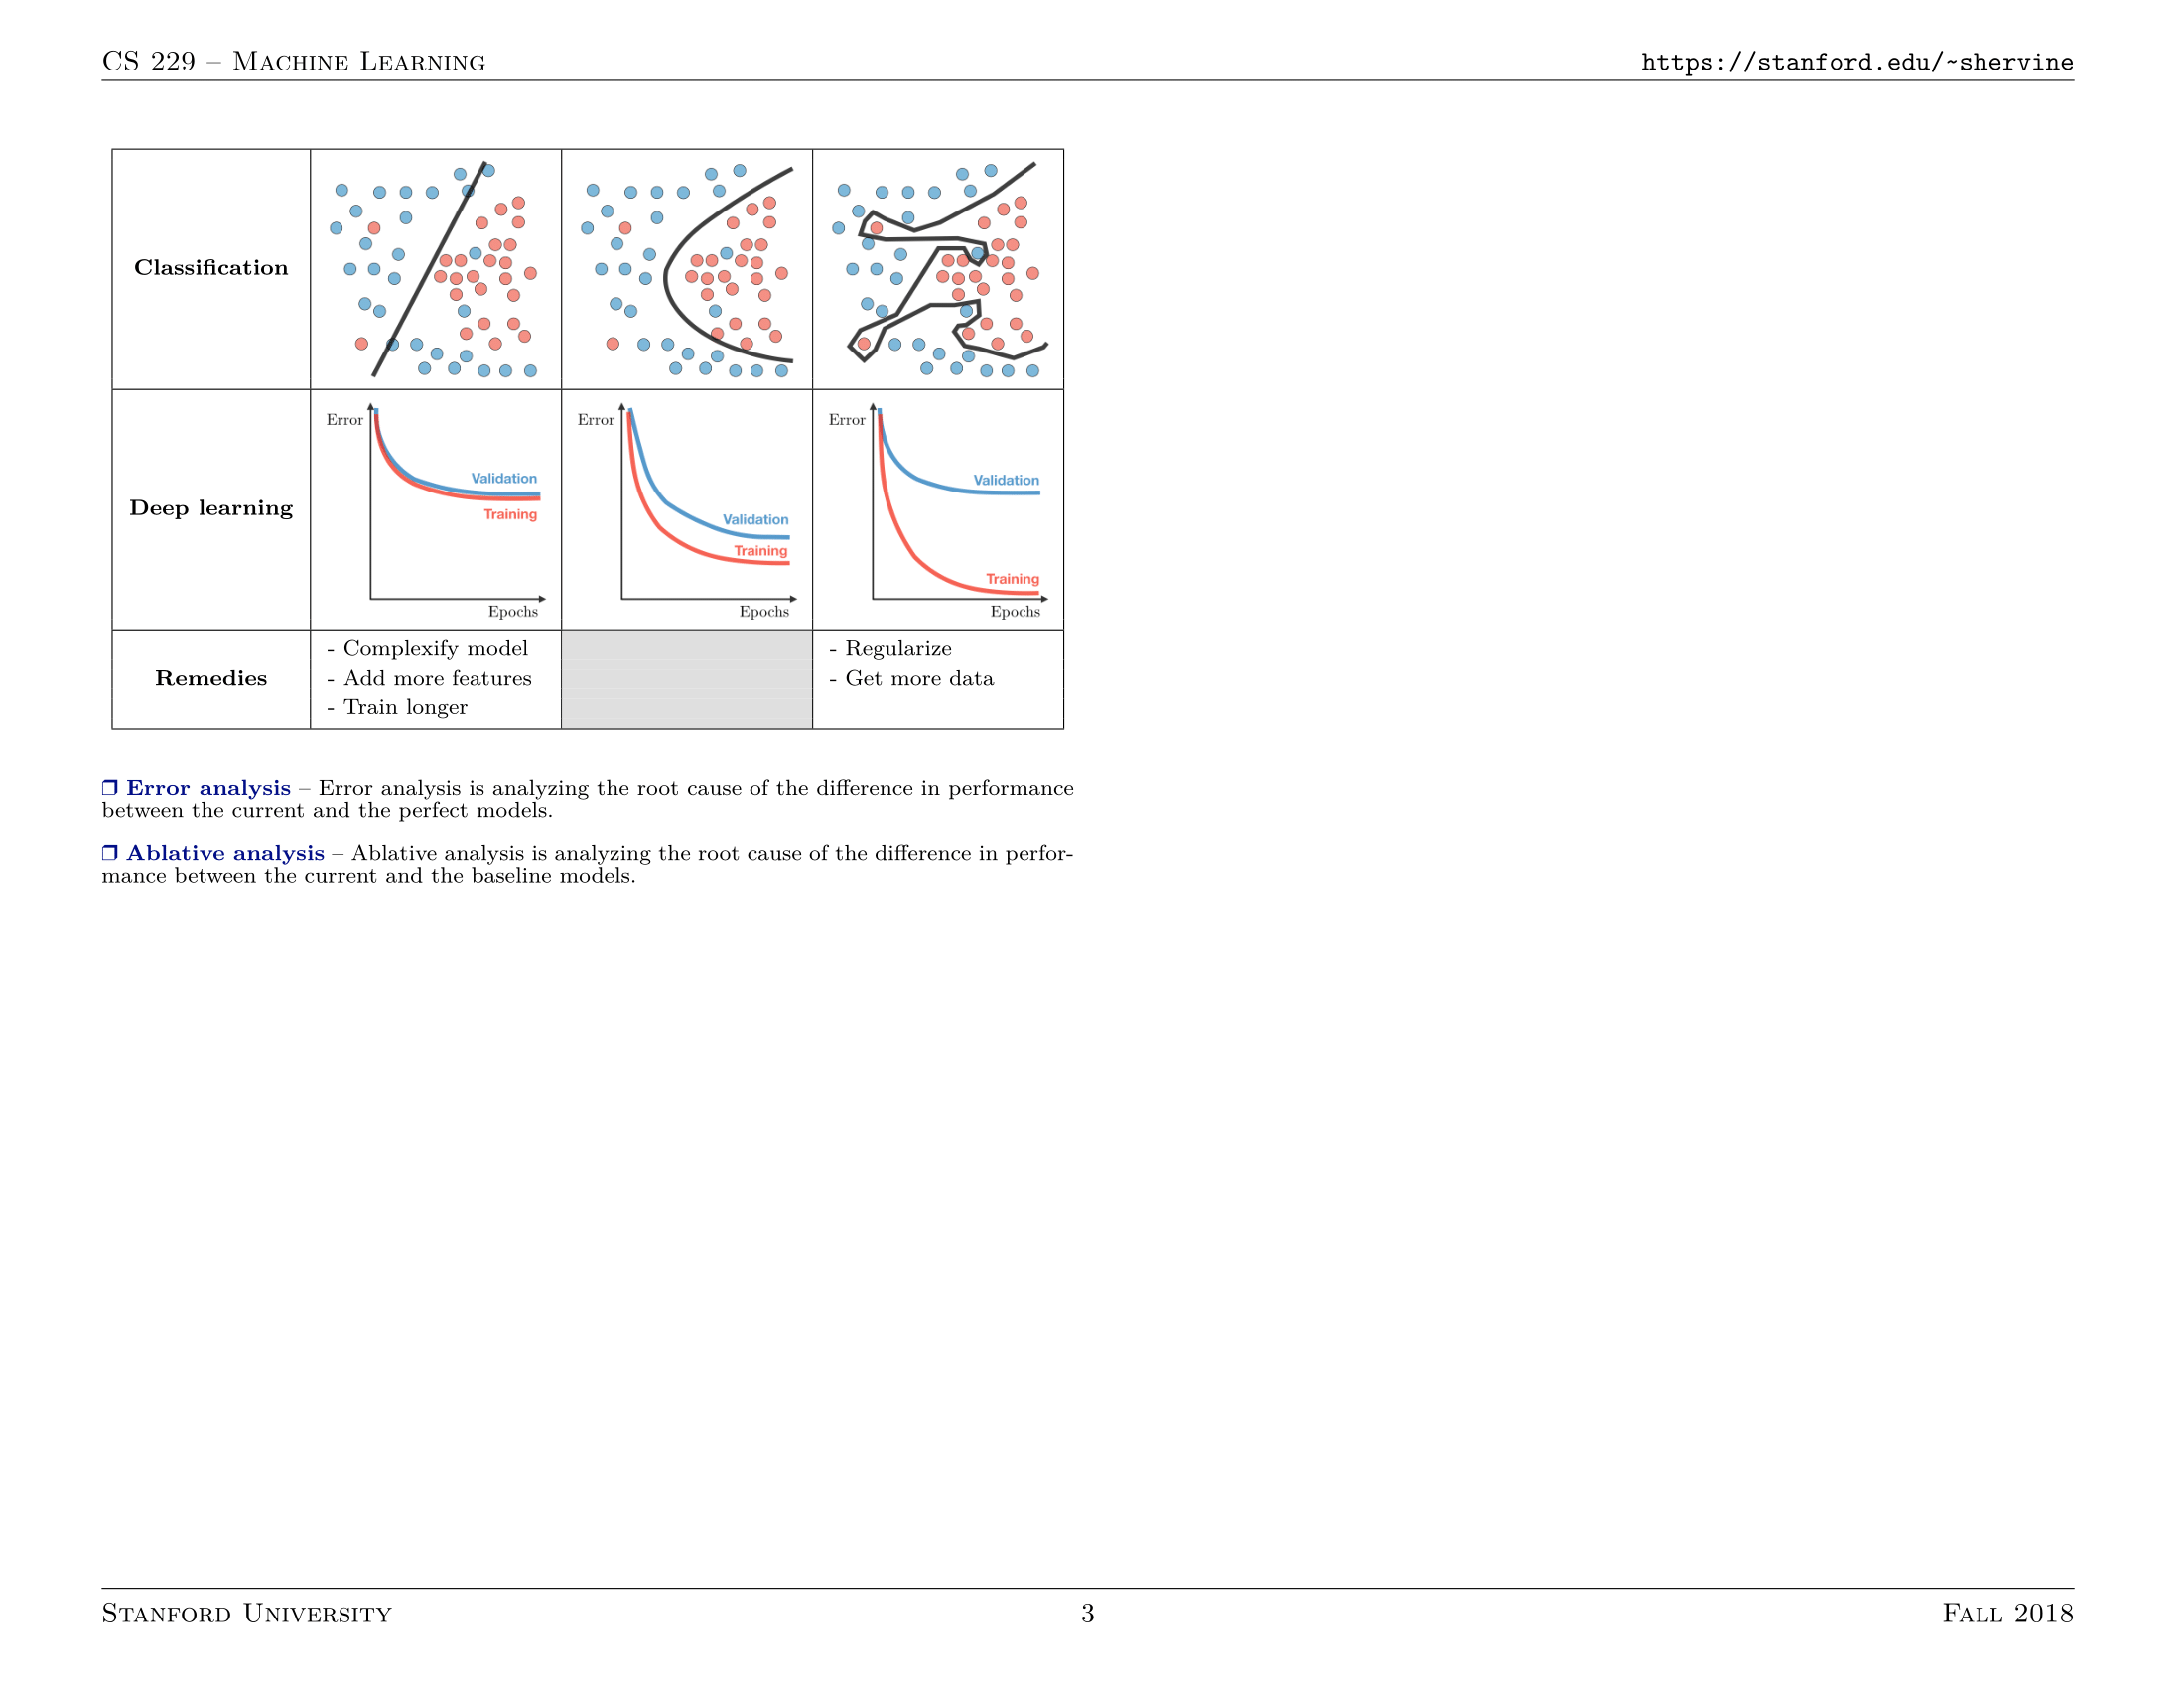 CS 229 – Machine Learning
https://stanford.edu/~shervine
Classification
Deep learning
Error
Validation
Training
Epochs
Error
Validation
Training
Epochs
Error
Validation
Training
Epochs
Remedies
- Complexify model
- Add more features
- Train longer
- Regularize
- Get more data
❐ Error analysis – Error analysis is analyzing the root cause of the difference in performance
between the current and the perfect models.
❐ Ablative analysis – Ablative analysis is analyzing the root cause of the difference in perfor-
mance between the current and the baseline models.
Stanford University
3
Fall 2018